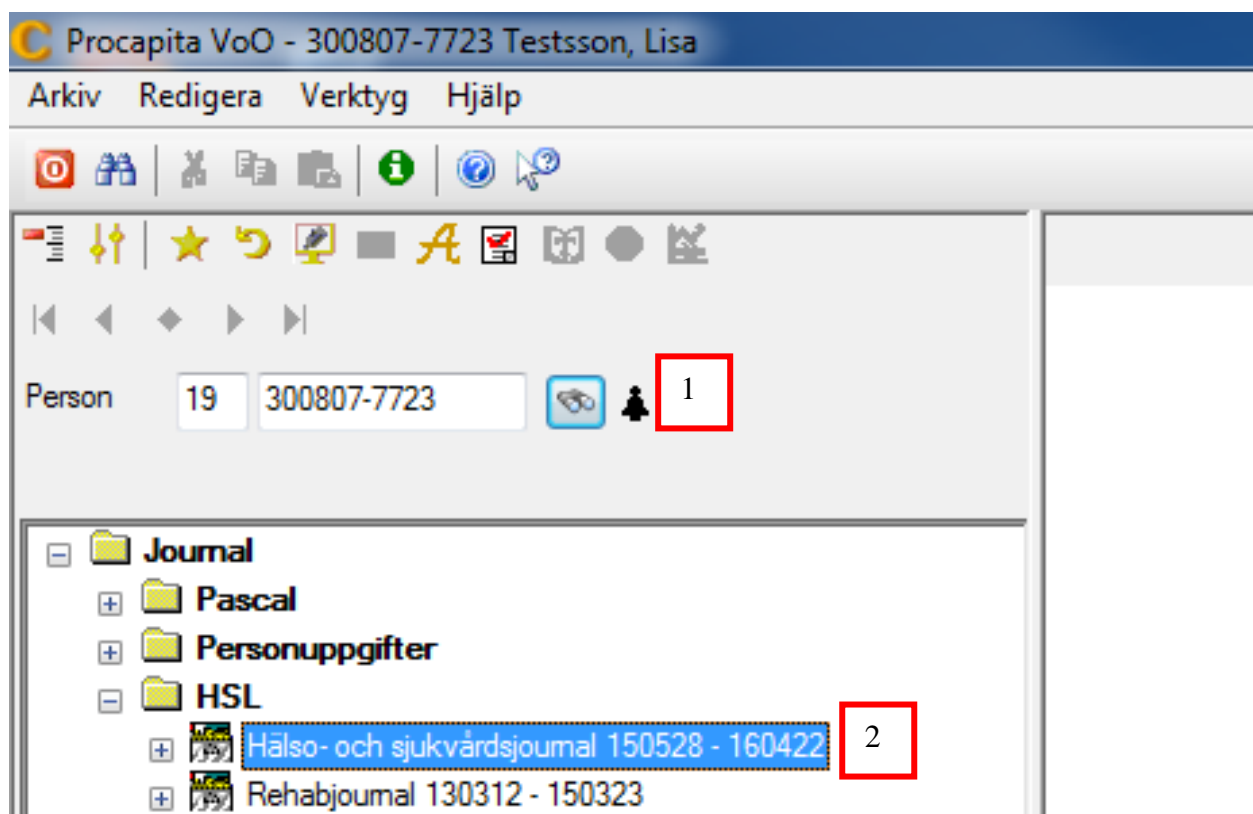 Procapita VoO - 300807-7723 Testsson, Lisa
Arkiv Redigera Verktyg Hjälp
Person 19 300807-7723 1
Journal
Pascal
Personuppgifter
HSL
Hälso- och sjukvårdsjournal 150528 - 160422 2
Rehabjournal 130312 - 150323